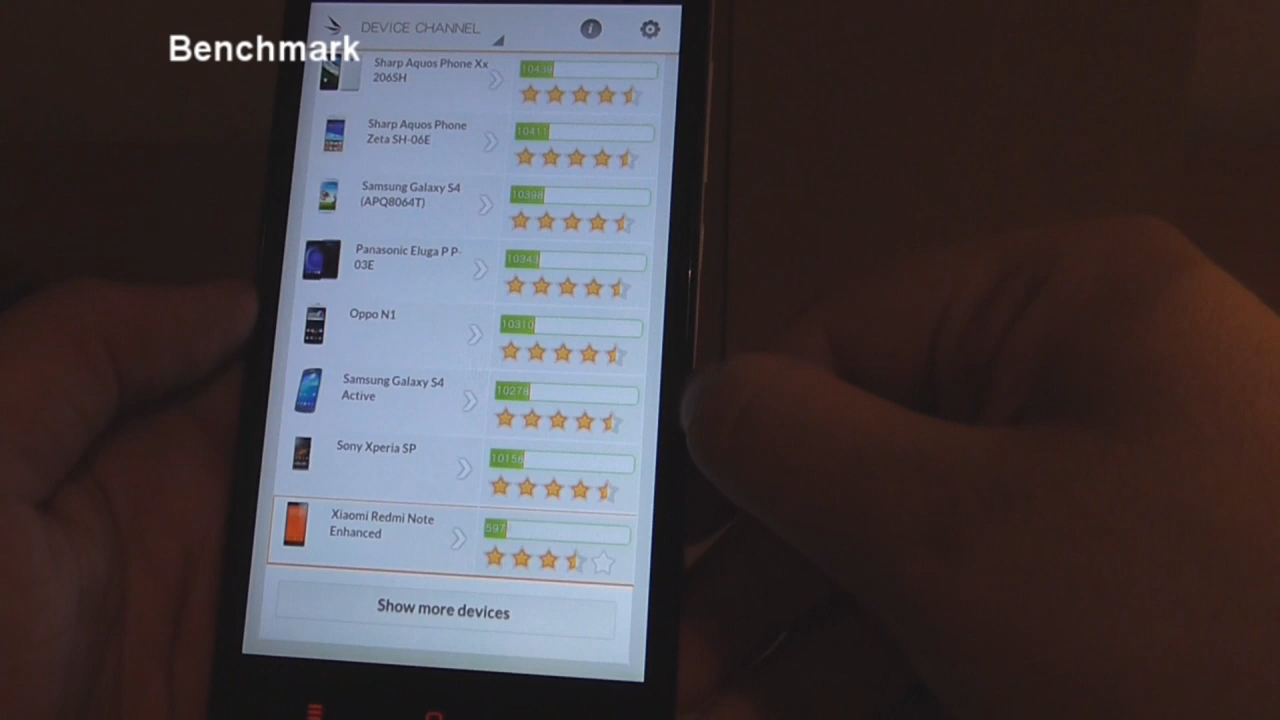 DEVICE CHANNEL
Benchmark
Sharp Aquos Phone Xx
206SH
10439
Sharp Aquos Phone
Zeta SH-06E
10411
Samsung Galaxy S4
(APQ8064T)
10398
Panasonic Eluga P P-
03E
10343
Oppo N1
10310
Samsung Galaxy S4
Active
10278
Sony Xperia SP
10156
Xiaomi Redmi Note
Enhanced
597
Show more devices